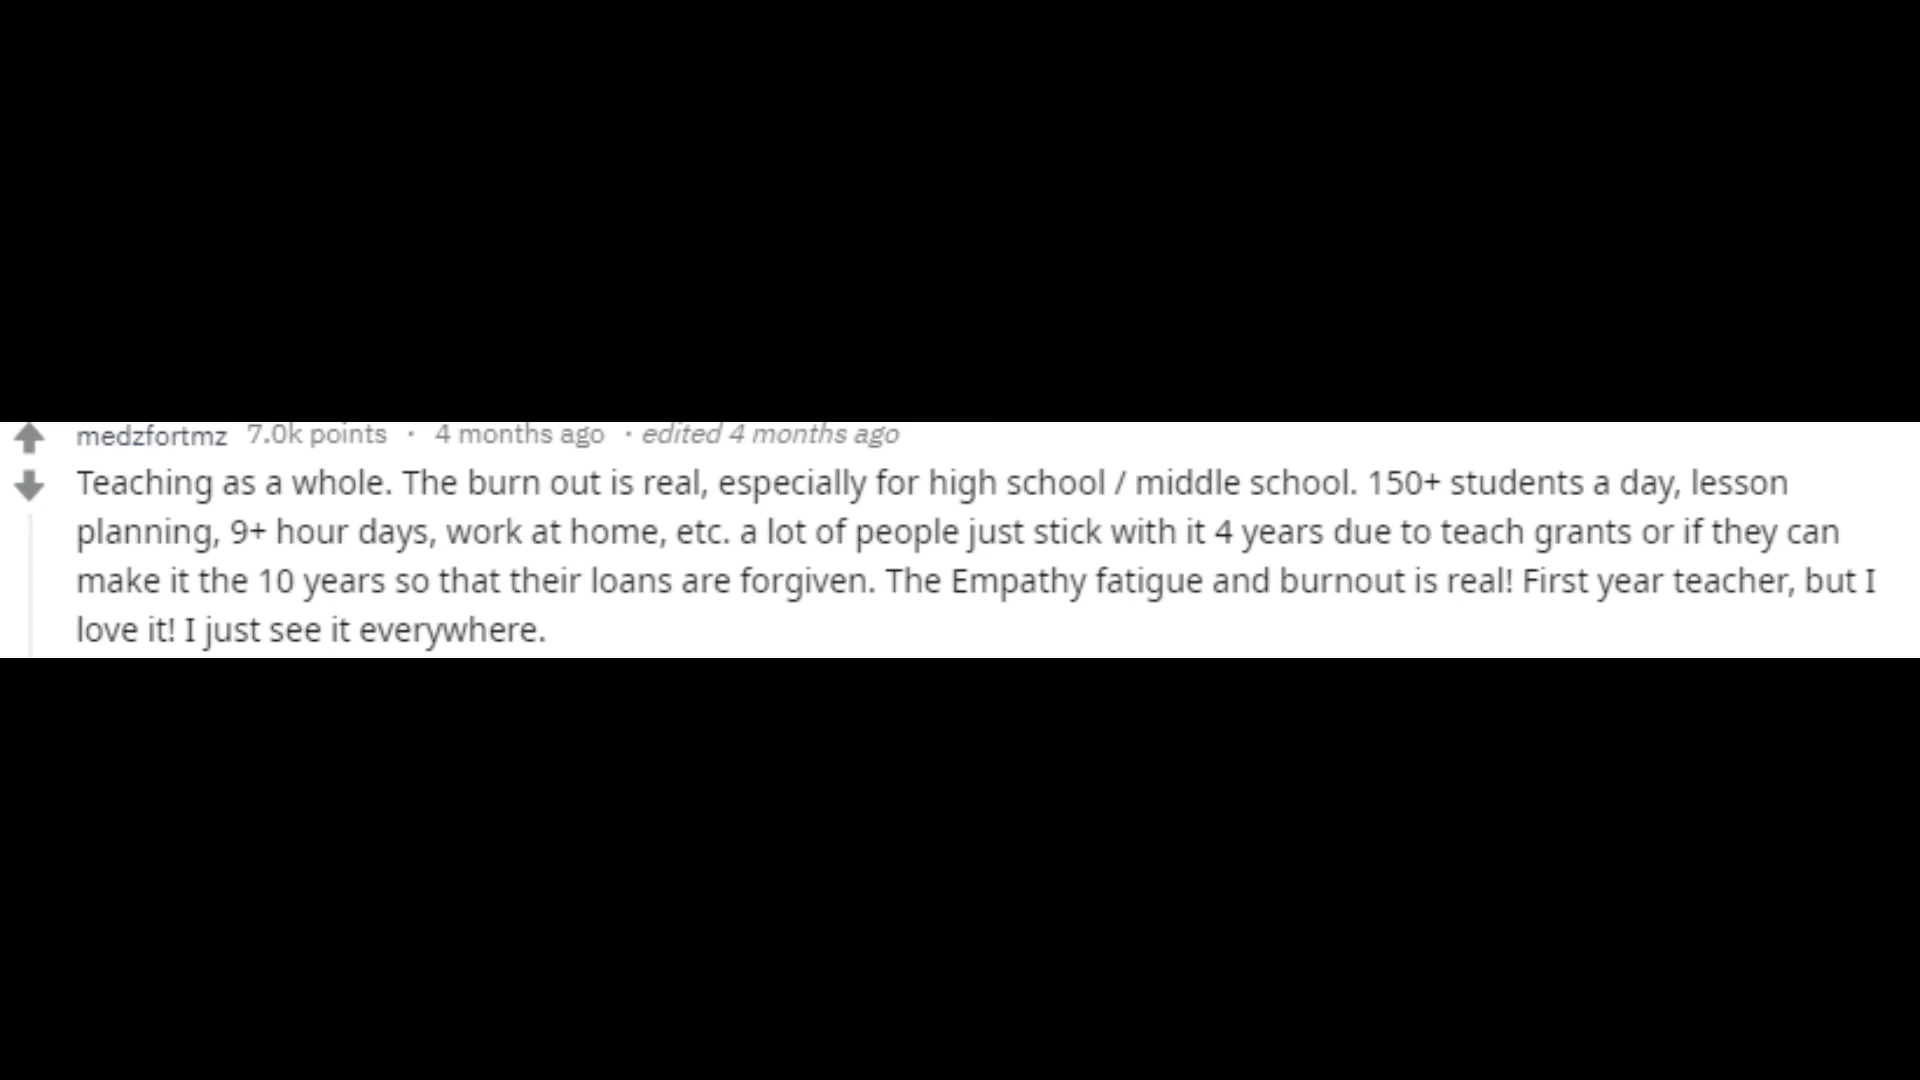 medzfortmz 7.0k points · 4 months ago · edited 4 months ago
Teaching as a whole. The burn out is real, especially for high school / middle school. 150+ students a day, lesson
planning, 9+ hour days, work at home, etc. a lot of people just stick with it 4 years due to teach grants or if they can
make it the 10 years so that their loans are forgiven. The Empathy fatigue and burnout is real! First year teacher, but I
love it! I just see it everywhere.